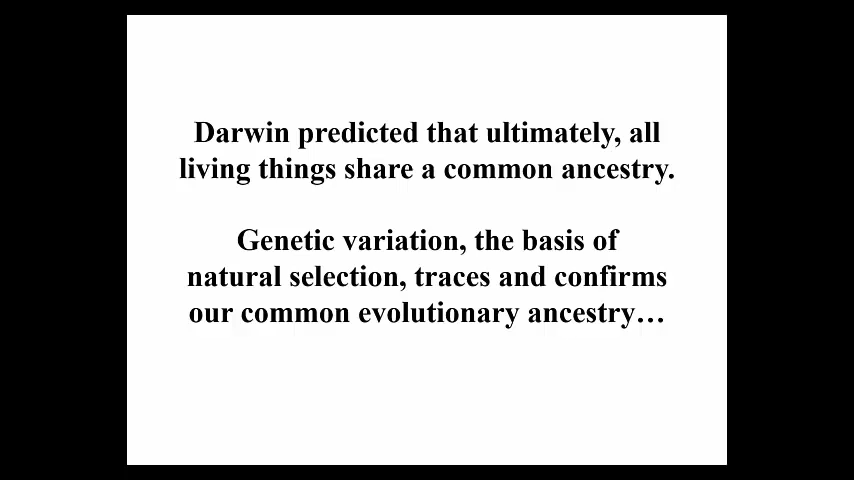 Darwin predicted that ultimately, all
living things share a common ancestry.
Genetic variation, the basis of
natural selection, traces and confirms
our common evolutionary ancestry…